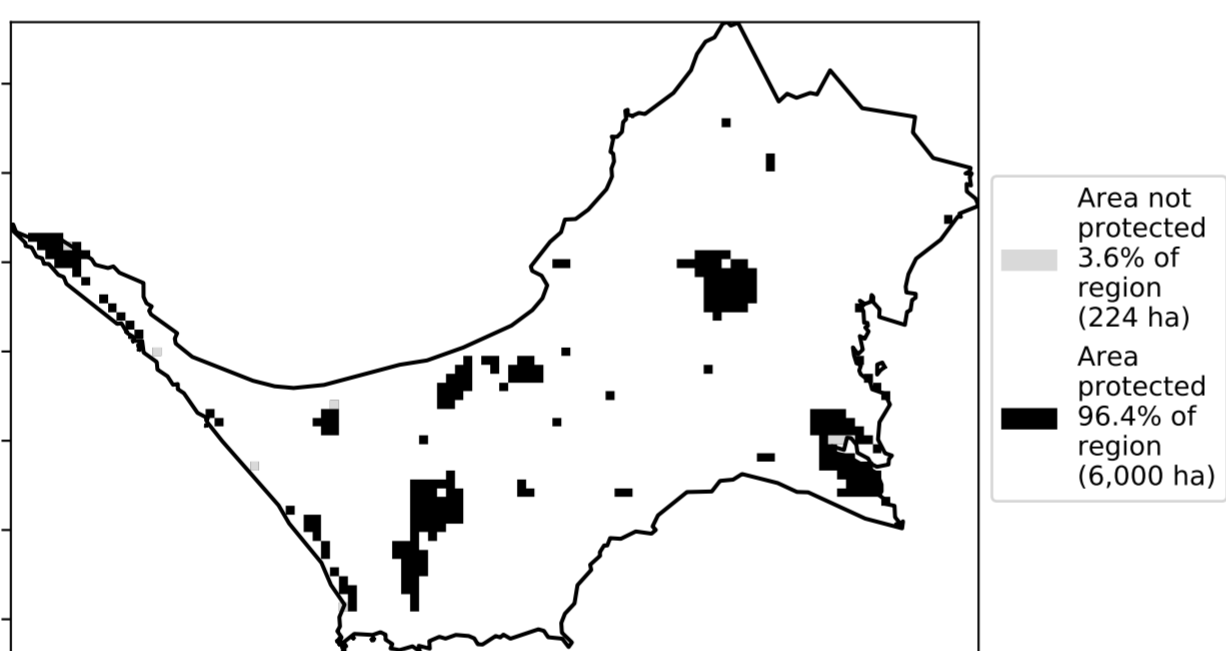 Area not
protected
3.6% of
region
(224 ha)
Area
protected
96.4% of
region
(6,000 ha)